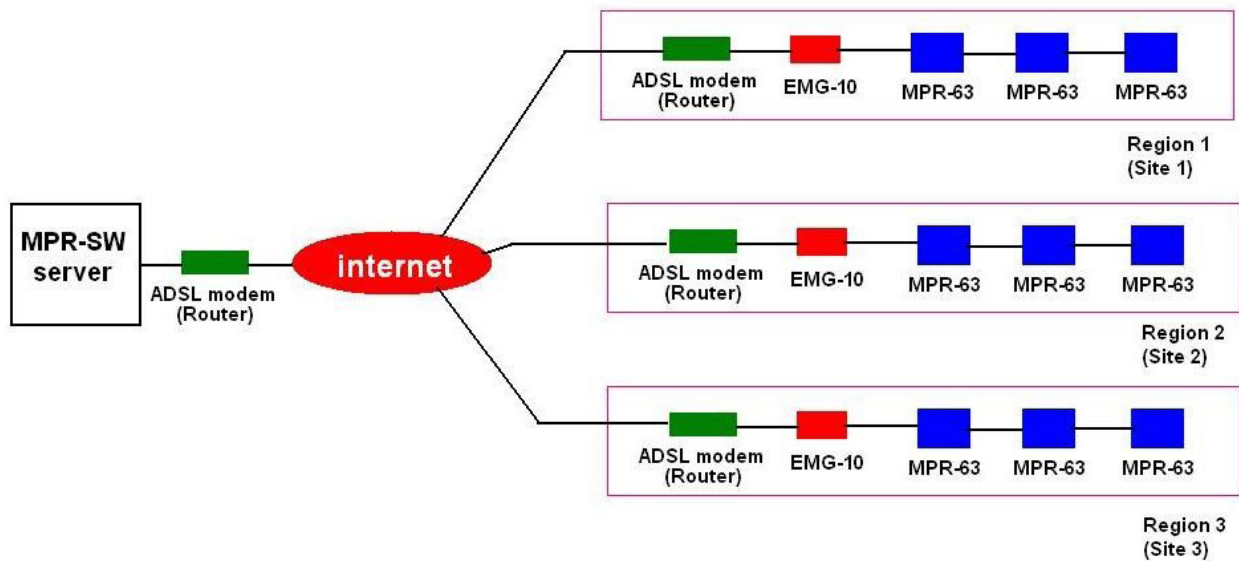 MPR-SW
server
ADSL modem
(Router)
internet
ADSL modem
(Router)
EMG-10
MPR-63
MPR-63
MPR-63
Region 1
(Site 1)
ADSL modem
(Router)
EMG-10
MPR-63
MPR-63
MPR-63
Region 2
(Site 2)
ADSL modem
(Router)
EMG-10
MPR-63
MPR-63
MPR-63
Region 3
(Site 3)